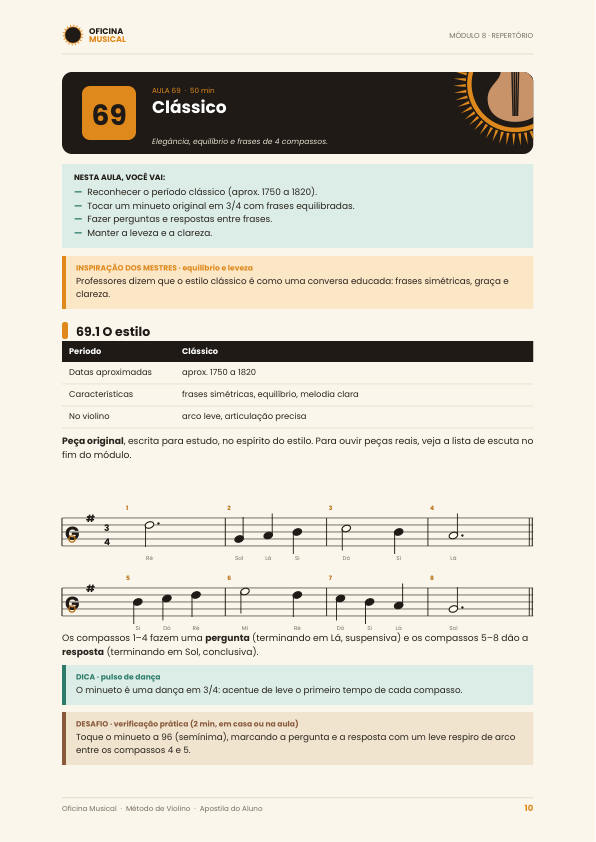 OFICINA
MUSICAL
MÓDULO 8 · REPERTÓRIO
69
AULA 69 · 50 min
Clássico
Elegância, equilíbrio e frases de 4 compassos.
NESTA AULA, VOCÊ VAI:
— Reconhecer o período clássico (aprox. 1750 a 1820).
— Tocar um minueto original em 3/4 com frases equilibradas.
— Fazer perguntas e respostas entre frases.
— Manter a leveza e a clareza.
INSPIRAÇÃO DOS MESTRES · equilíbrio e leveza
Professores dizem que o estilo clássico é como uma conversa educada: frases simétricas, graça e
clareza.
69.1 O estilo
Período Clássico
Datas aproximadas aprox. 1750 a 1820
Características frases simétricas, equilíbrio, melodia clara
No violino arco leve, articulação precisa
Peça original, escrita para estudo, no espírito do estilo. Para ouvir peças reais, veja a lista de escuta no
fim do módulo.
1 2 3 4
G # 3 4
Ré Sol Lá Si Dó Si Lá
5 6 7 8
G #
Si Dó Ré Mi Ré Dó Si Lá Sol
Os compassos 1–4 fazem uma pergunta (terminando em Lá, suspensiva) e os compassos 5–8 dão a
resposta (terminando em Sol, conclusiva).
DICA · pulso de dança
O minueto é uma dança em 3/4: acentue de leve o primeiro tempo de cada compasso.
DESAFIO · verificação prática (2 min, em casa ou na aula)
Toque o minueto a 96 (semínima), marcando a pergunta e a resposta com um leve respiro de arco
entre os compassos 4 e 5.
Oficina Musical · Método de Violino · Apostila do Aluno
10